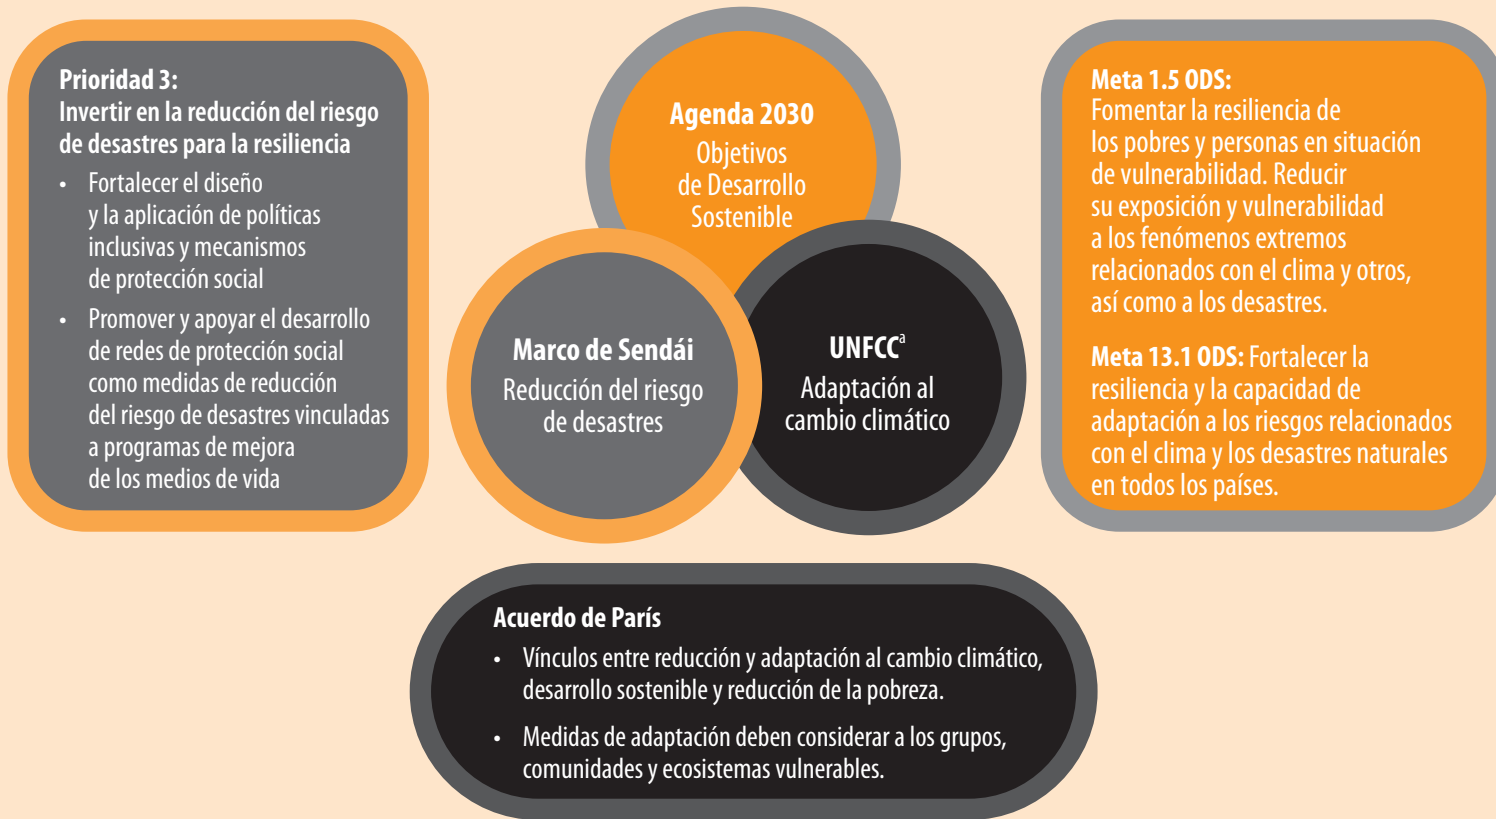 Prioridad 3:
Invertir en la reducción del riesgo
de desastres para la resiliencia
• Fortalecer el diseño
y la aplicación de políticas
inclusivas y mecanismos
de protección social
• Promover y apoyar el desarrollo
de redes de protección social
como medidas de reducción
del riesgo de desastres vinculadas
a programas de mejora
de los medios de vida
Agenda 2030
Objetivos
de Desarrollo
Sostenible
Marco de Sendái
Reducción del riesgo
de desastres
UNFCCª
Adaptación al
cambio climático
Meta 1.5 ODS:
Fomentar la resiliencia de
los pobres y personas en situación
de vulnerabilidad. Reducir
su exposición y vulnerabilidad
a los fenómenos extremos
relacionados con el clima y otros,
así como a los desastres.
Meta 13.1 ODS: Fortalecer la
resiliencia y la capacidad de
adaptación a los riesgos relacionados
con el clima y los desastres naturales
en todos los países.
Acuerdo de París
• Vínculos entre reducción y adaptación al cambio climático,
desarrollo sostenible y reducción de la pobreza.
• Medidas de adaptación deben considerar a los grupos,
comunidades y ecosistemas vulnerables.